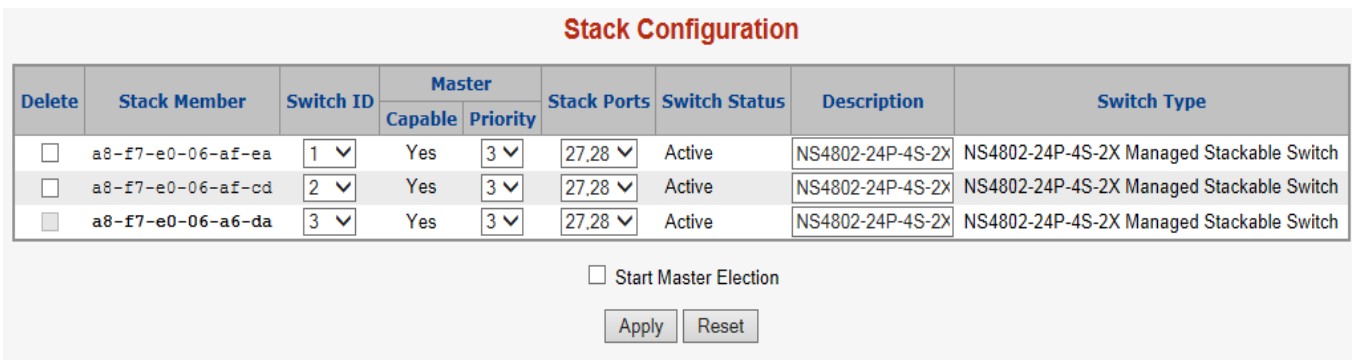 Stack Configuration
Delete Stack Member Switch ID Master Stack Ports Switch Status Description Switch Type
Capable Priority
a8-f7-e0-06-af-ea 1 Yes 3 27,28 Active NS4802-24P-4S-2X NS4802-24P-4S-2X Managed Stackable Switch
a8-f7-e0-06-af-cd 2 Yes 3 27,28 Active NS4802-24P-4S-2X NS4802-24P-4S-2X Managed Stackable Switch
a8-f7-e0-06-a6-da 3 Yes 3 27,28 Active NS4802-24P-4S-2X NS4802-24P-4S-2X Managed Stackable Switch
Start Master Election
Apply Reset